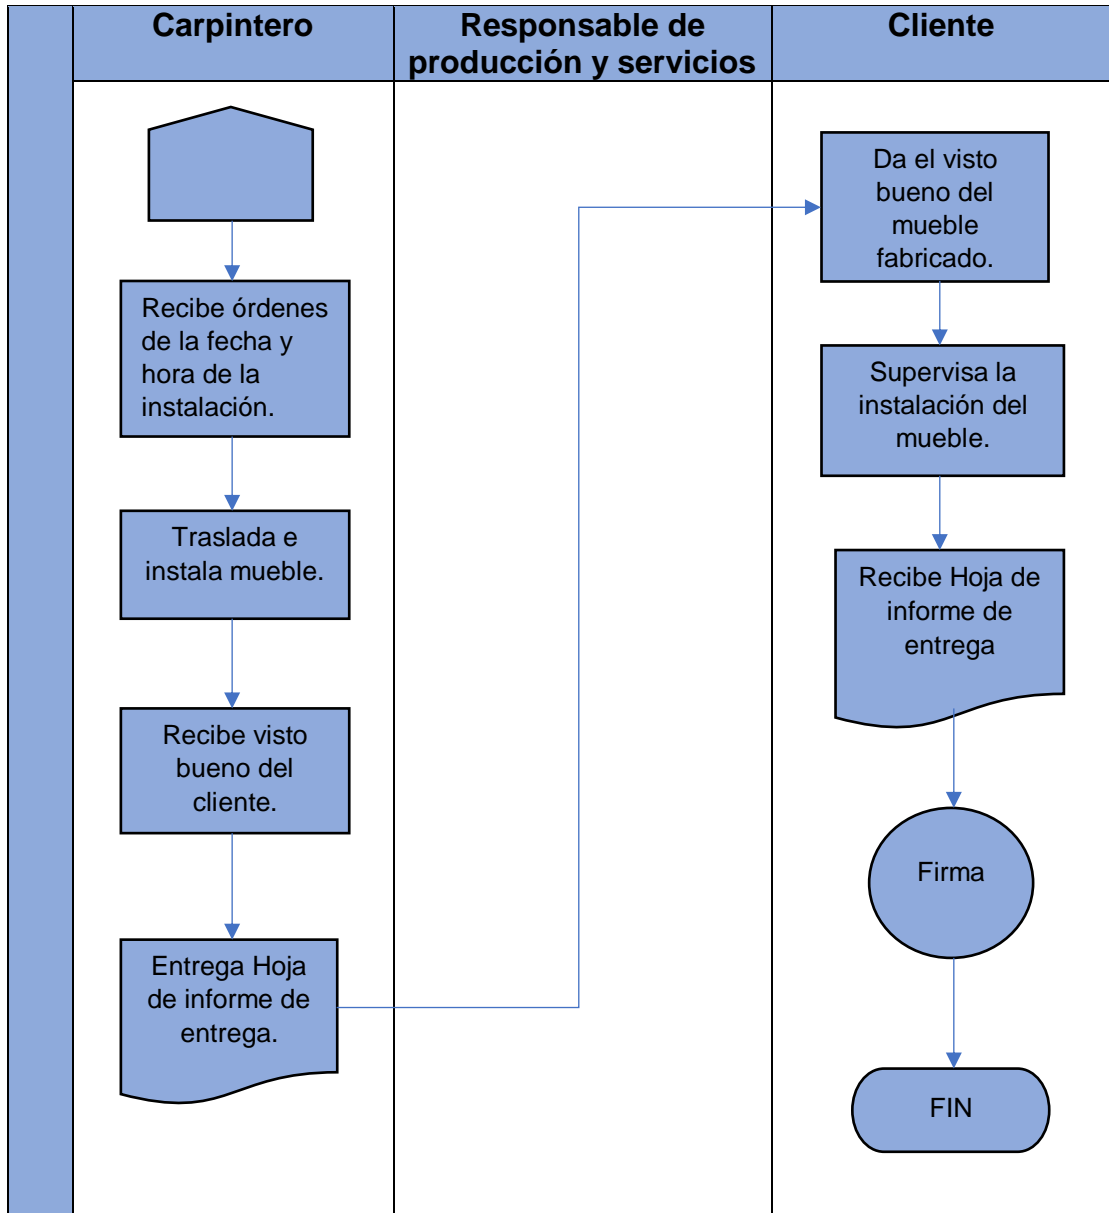 Carpintero
Responsable de
producción y servicios
Cliente
Recibe órdenes
de la fecha y
hora de la
instalación.
Traslada e
instala mueble.
Recibe visto
bueno del
cliente.
Entrega Hoja
de informe de
entrega.
Da el visto
bueno del
mueble
fabricado.
Supervisa la
instalación del
mueble.
Recibe Hoja de
informe de
entrega
Firma
FIN